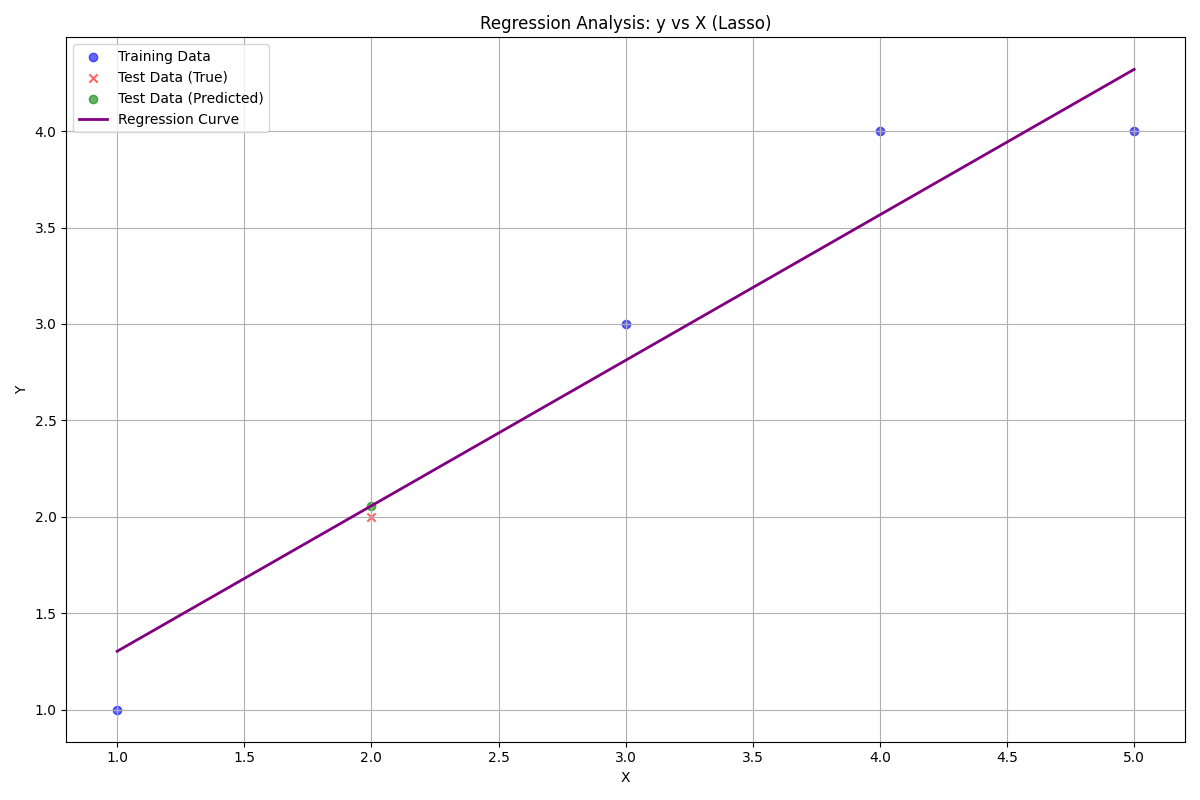 Regression Analysis: y vs X (Lasso)
Training Data
Test Data (True)
Test Data (Predicted)
Regression Curve
4.0
3.5
3.0
2.5
2.0
1.5
1.0
Y
1.0 1.5 2.0 2.5 3.0 3.5 4.0 4.5 5.0
X